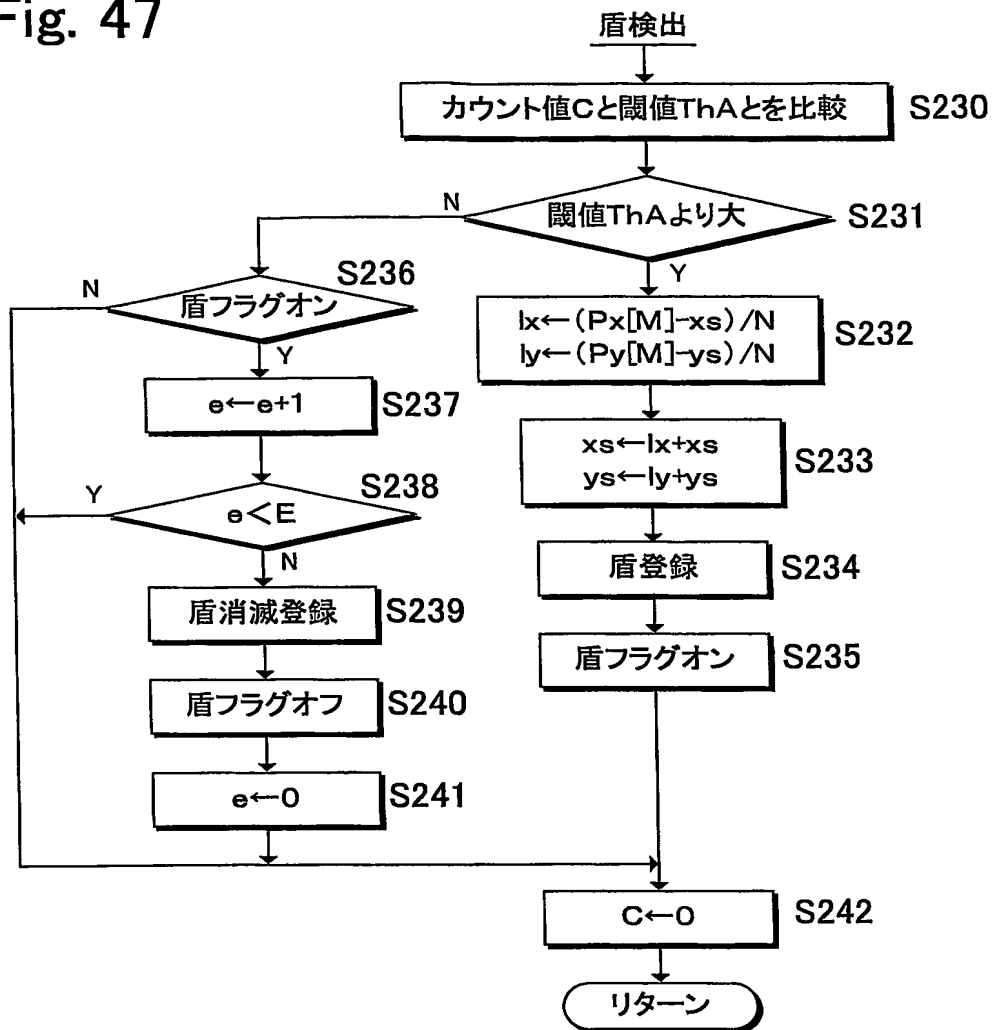 Fig. 47
盾検出
カウント値Cと閾値ThAとを比較
S230
閾値ThAより大
S231
N
Y
lx←(Px[M]-xs)/N
ly←(Py[M]-ys)/N
S232
xs←lx+xs
ys←ly+ys
S233
盾登録
S234
盾フラグオン
S235
盾フラグオン
S236
N
Y
e←e+1
S237
e<E
S238
Y
N
盾消滅登録
S239
盾フラグオフ
S240
e←0
S241
C←0
S242
リターン